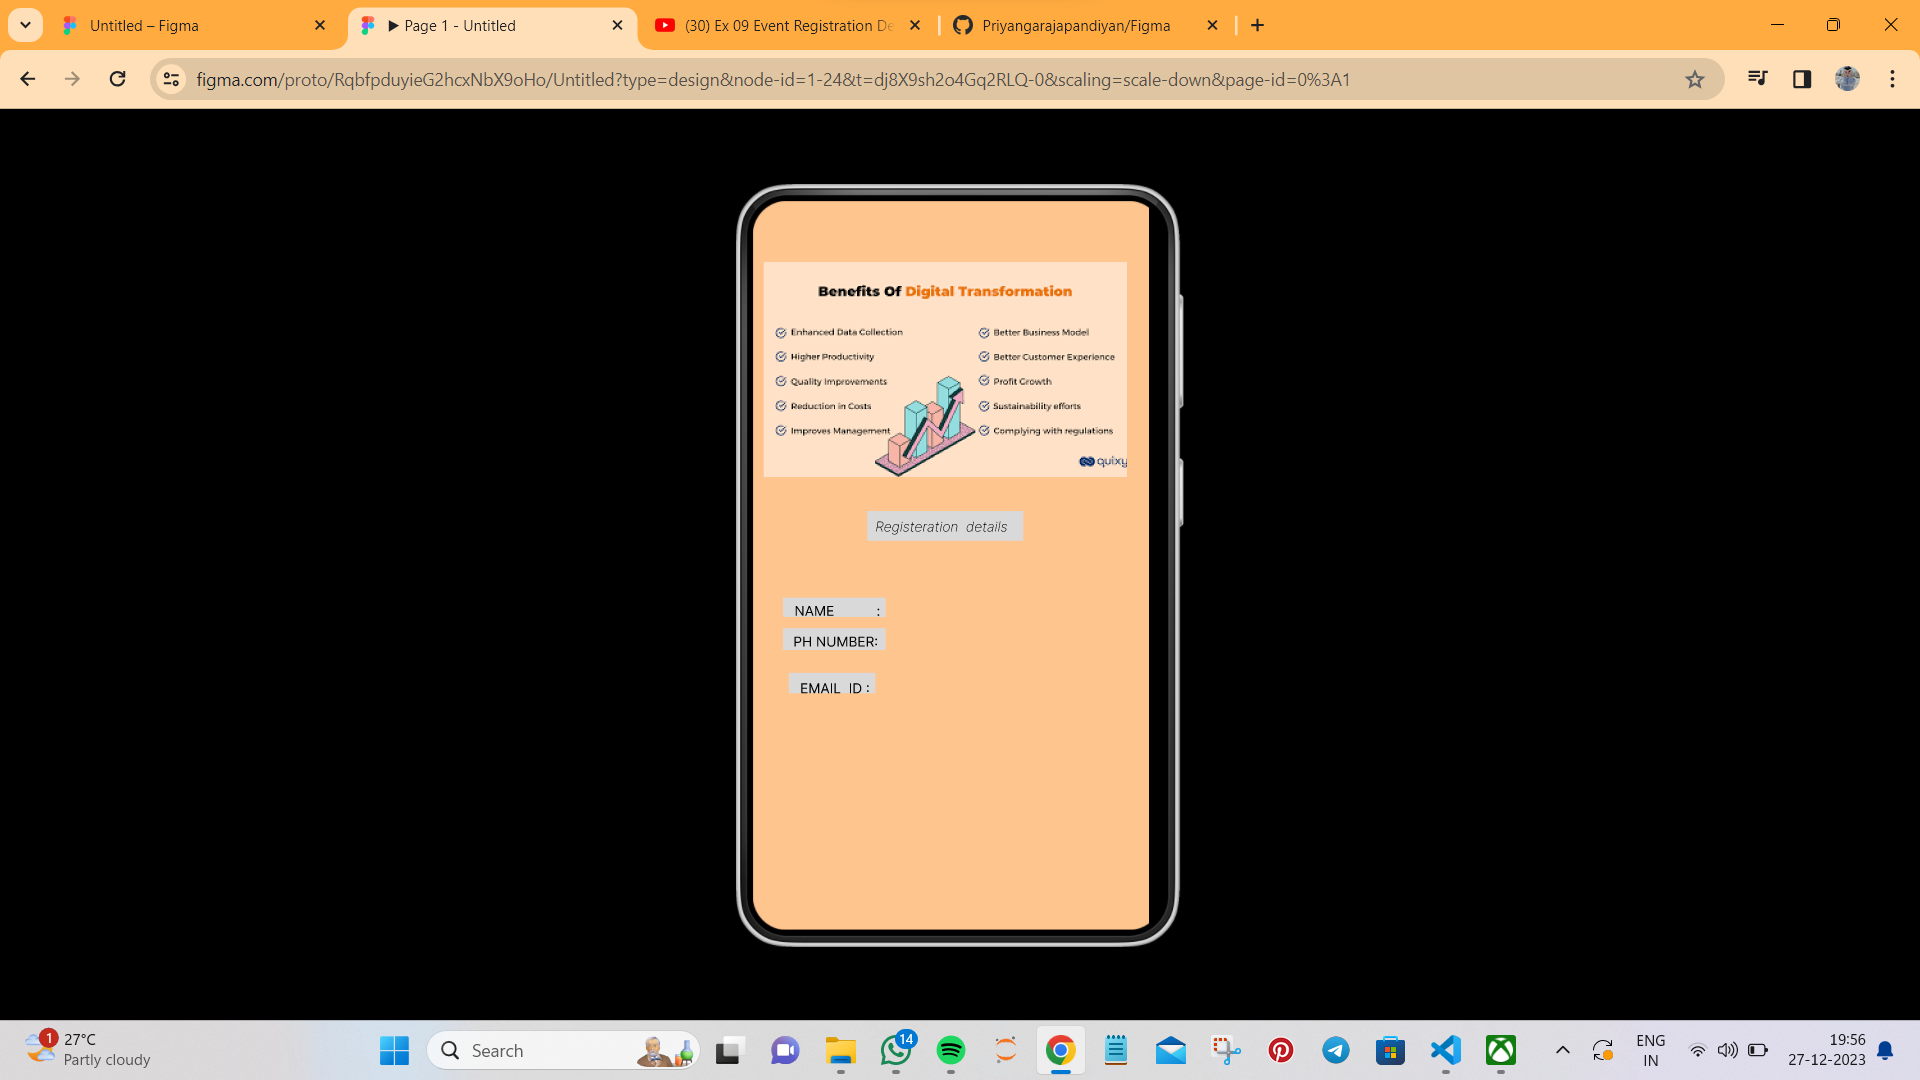 Untitled – Figma
▶ Page 1 - Untitled
(30) Ex 09 Event Registration De
Priyangarajapandiyan/Figma
figma.com/proto/RqbfpduyieG2hcxNbX9oHo/Untitled?type=design&node-id=1-24&t=dj8X9sh2o4Gq2RLQ-0&scaling=scale-down&page-id=0%3A1
Benefits Of Digital Transformation
Enhanced Data Collection
Higher Productivity
Quality Improvements
Reduction in Costs
Improves Management
Better Business Model
Better Customer Experience
Profit Growth
Sustainability efforts
Complying with regulations
quixy
Registeration details
NAME :
PH NUMBER:
EMAIL ID :
1
27°C
Partly cloudy
Search
14
ENG
IN
19:56
27-12-2023